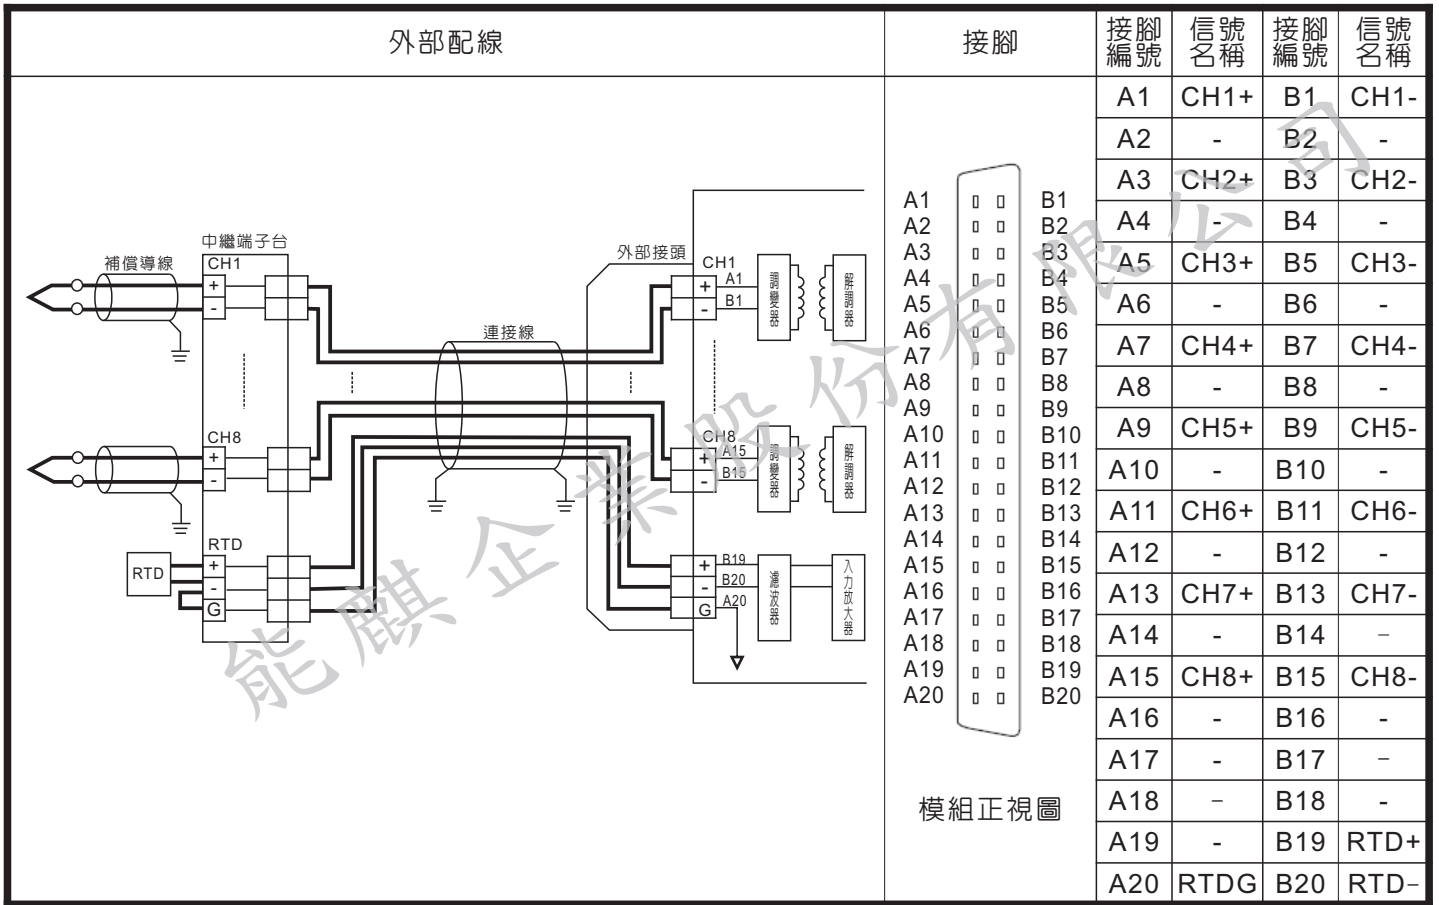 外部配線
接腳
接腳編號 信號名稱 接腳編號 信號名稱
A1 CH1+ B1 CH1-
A2 - B2 -
A3 CH2+ B3 CH2-
A4 - B4 -
A5 CH3+ B5 CH3-
A6 - B6 -
A7 CH4+ B7 CH4-
A8 - B8 -
A9 CH5+ B9 CH5-
A10 - B10 -
A11 CH6+ B11 CH6-
A12 - B12 -
A13 CH7+ B13 CH7-
A14 - B14 -
A15 CH8+ B15 CH8-
A16 - B16 -
A17 - B17 -
A18 - B18 -
A19 - B19 RTD+
A20 RTDG B20 RTD-
中繼端子台
補償導線
CH1
+
-
CH8
+
-
RTD
RTD
+
-
G
連接線
外部接頭
CH1
+ A1
- B1
調變器
解調器
CH8
+ A15
- B15
調變器
解調器
+ B19
- B20
G A20
濾波器
入力放大器
A1 B1
A2 B2
A3 B3
A4 B4
A5 B5
A6 B6
A7 B7
A8 B8
A9 B9
A10 B10
A11 B11
A12 B12
A13 B13
A14 B14
A15 B15
A16 B16
A17 B17
A18 B18
A19 B19
A20 B20
模組正視圖
能麒企業股份有限公司